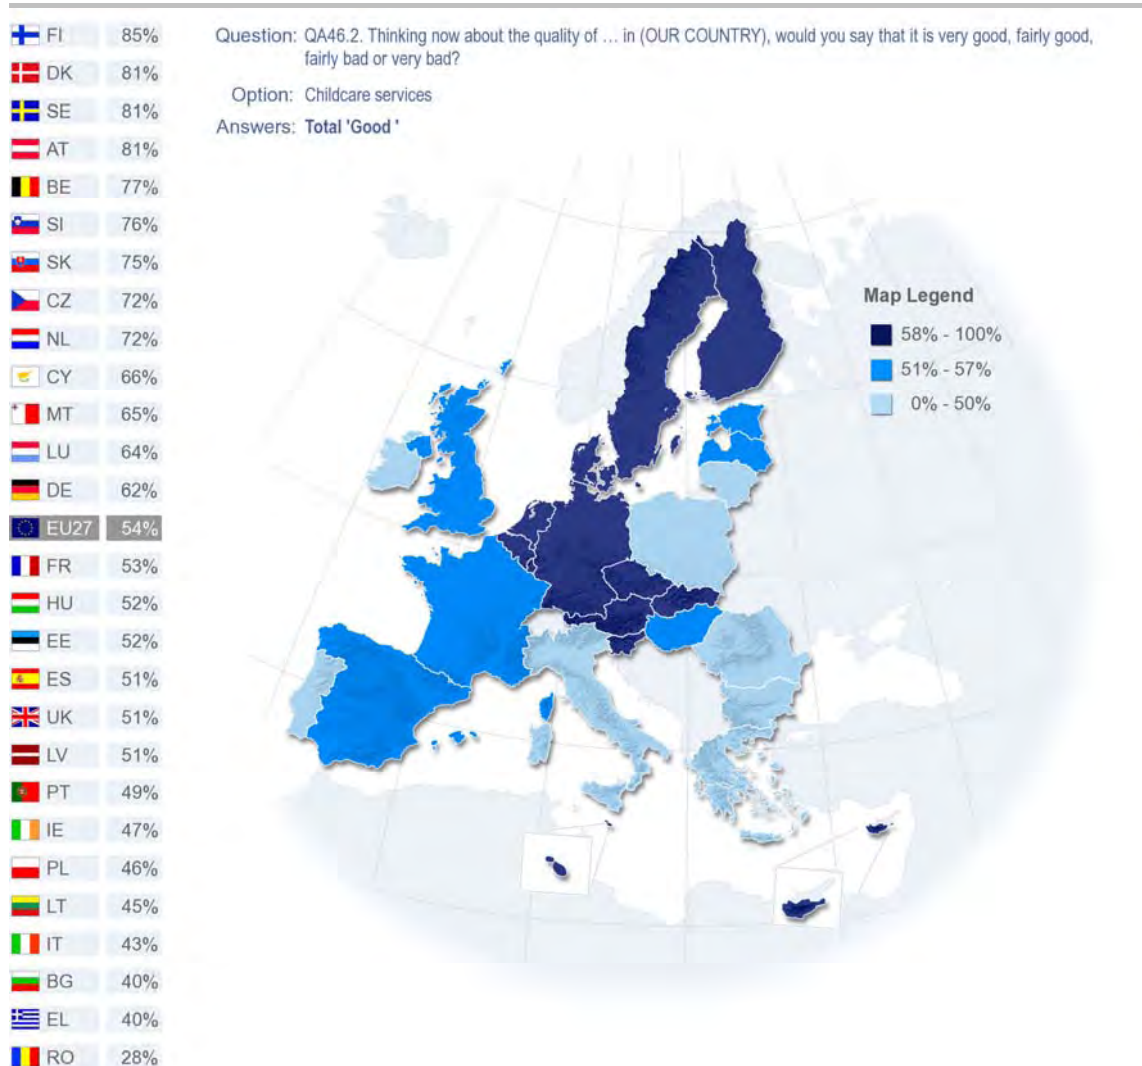 FI 85%
DK 81%
SE 81%
AT 81%
BE 77%
SI 76%
SK 75%
CZ 72%
NL 72%
CY 66%
MT 65%
LU 64%
DE 62%
EU27 54%
FR 53%
HU 52%
EE 52%
ES 51%
UK 51%
LV 51%
PT 49%
IE 47%
PL 46%
LT 45%
IT 43%
BG 40%
EL 40%
RO 28%
Question: QA46.2. Thinking now about the quality of … in (OUR COUNTRY), would you say that it is very good, fairly good,
fairly bad or very bad?
Option: Childcare services
Answers: Total 'Good '
Map Legend
58% - 100%
51% - 57%
0% - 50%